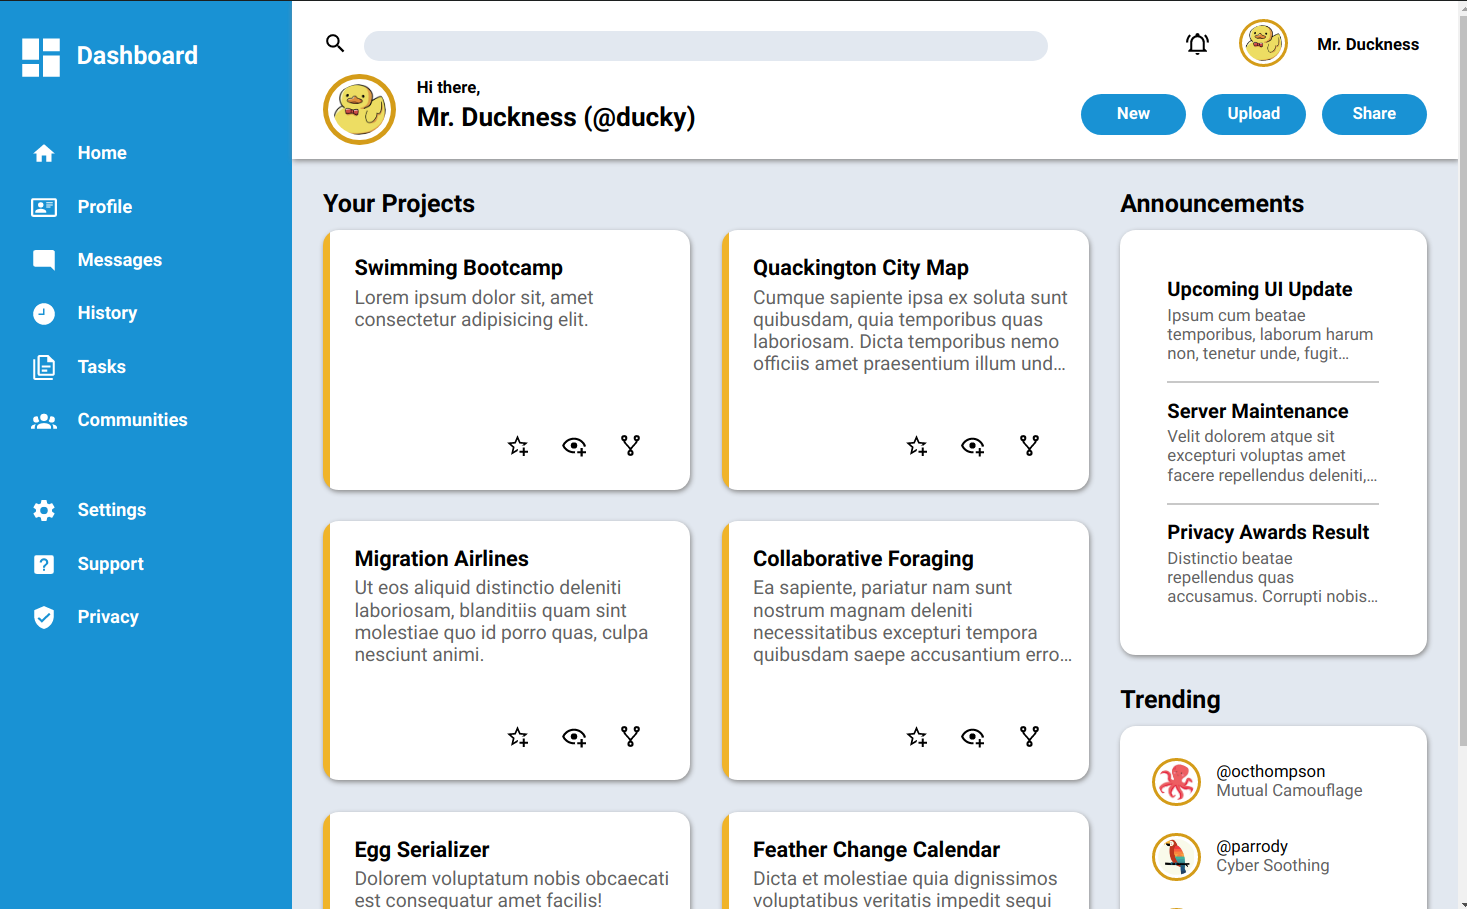 Dashboard
Home
Profile
Messages
History
Tasks
Communities
Settings
Support
Privacy
Mr. Duckness
Hi there,
Mr. Duckness (@ducky)
New
Upload
Share
Your Projects
Swimming Bootcamp
Lorem ipsum dolor sit, amet
consectetur adipisicing elit.
Quackington City Map
Cumque sapiente ipsa ex soluta sunt
quibusdam, quia temporibus quas
laboriosam. Dicta temporibus nemo
officiis amet praesentium illum und...
Migration Airlines
Ut eos aliquid distinctio deleniti
laboriosam, blanditiis quam sint
molestiae quo id porro quas, culpa
nesciunt animi.
Collaborative Foraging
Ea sapiente, pariatur nam sunt
nostrum magnam deleniti
necessitatibus excepturi tempora
quibusdam saepe accusantium erro...
Egg Serializer
Dolorem voluptatum nobis obcaecati
est consequatur amet facilis!
Feather Change Calendar
Dicta et molestiae quia dignissimos
voluptatibus veritatis impedit sequi
Announcements
Upcoming UI Update
Ipsum cum beatae
temporibus, laborum harum
non, tenetur unde, fugit...
Server Maintenance
Velit dolorem atque sit
excepturi voluptas amet
facere repellendus deleniti,...
Privacy Awards Result
Distinctio beatae
repellendus quas
accusamus. Corrupti nobis...
Trending
@octhompson
Mutual Camouflage
@parrody
Cyber Soothing